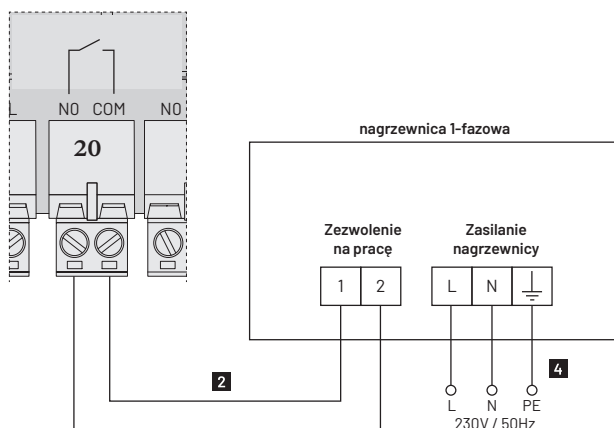 L NO COM NO
20
nagrzewnica 1-fazowa
Zezwolenie
na pracę
Zasilanie
nagrzewnicy
1 2
L N
2
4
L N PE
230V / 50Hz